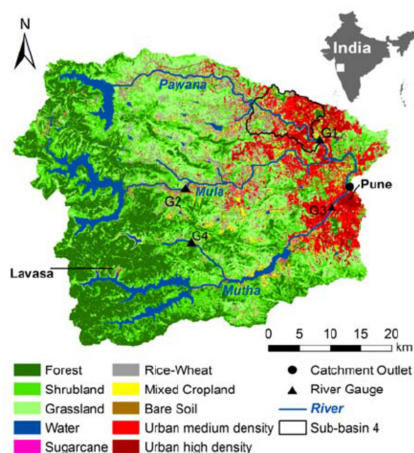 N
India
Pawana
G1
Mula
G2
Pune
G3
G4
Lavasa
Mutha
0 5 10 20
km
Forest
Shrubland
Grassland
Water
Sugarcane
Rice-Wheat
Mixed Cropland
Bare Soil
Urban medium density
Urban high density
Catchment Outlet
River Gauge
River
Sub-basin 4